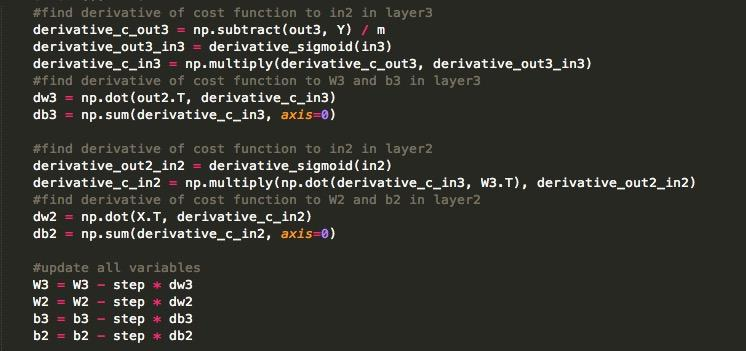 #find derivative of cost function to in2 in layer3
derivative_c_out3 = np.subtract(out3, Y) / m
derivative_out3_in3 = derivative_sigmoid(in3)
derivative_c_in3 = np.multiply(derivative_c_out3, derivative_out3_in3)
#find derivative of cost function to W3 and b3 in layer3
dw3 = np.dot(out2.T, derivative_c_in3)
db3 = np.sum(derivative_c_in3, axis=0)
#find derivative of cost function to in2 in layer2
derivative_out2_in2 = derivative_sigmoid(in2)
derivative_c_in2 = np.multiply(np.dot(derivative_c_in3, W3.T), derivative_out2_in2)
#find derivative of cost function to W2 and b2 in layer2
dw2 = np.dot(X.T, derivative_c_in2)
db2 = np.sum(derivative_c_in2, axis=0)
#update all variables
W3 = W3 - step * dw3
W2 = W2 - step * dw2
b3 = b3 - step * db3
b2 = b2 - step * db2